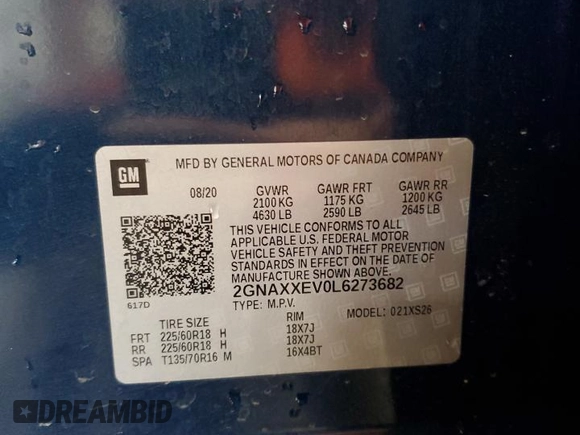 GM
MFD BY GENERAL MOTORS OF CANADA COMPANY
08/20 GVWR GAWR FRT GAWR RR
2100 KG 1175 KG 1200 KG
4630 LB 2590 LB 2645 LB
THIS VEHICLE CONFORMS TO ALL
APPLICABLE U.S. FEDERAL MOTOR
VEHICLE SAFETY AND THEFT PREVENTION
STANDARDS IN EFFECT ON THE DATE OF
MANUFACTURE SHOWN ABOVE.
2GNAXXEV0L6273682
617D
TYPE: M.P.V. MODEL: 021XS26
TIRE SIZE RIM
FRT 225/60R18 H 18X7J
RR 225/60R18 H 18X7J
SPA T135/70R16 M 16X4BT
DREAMBID